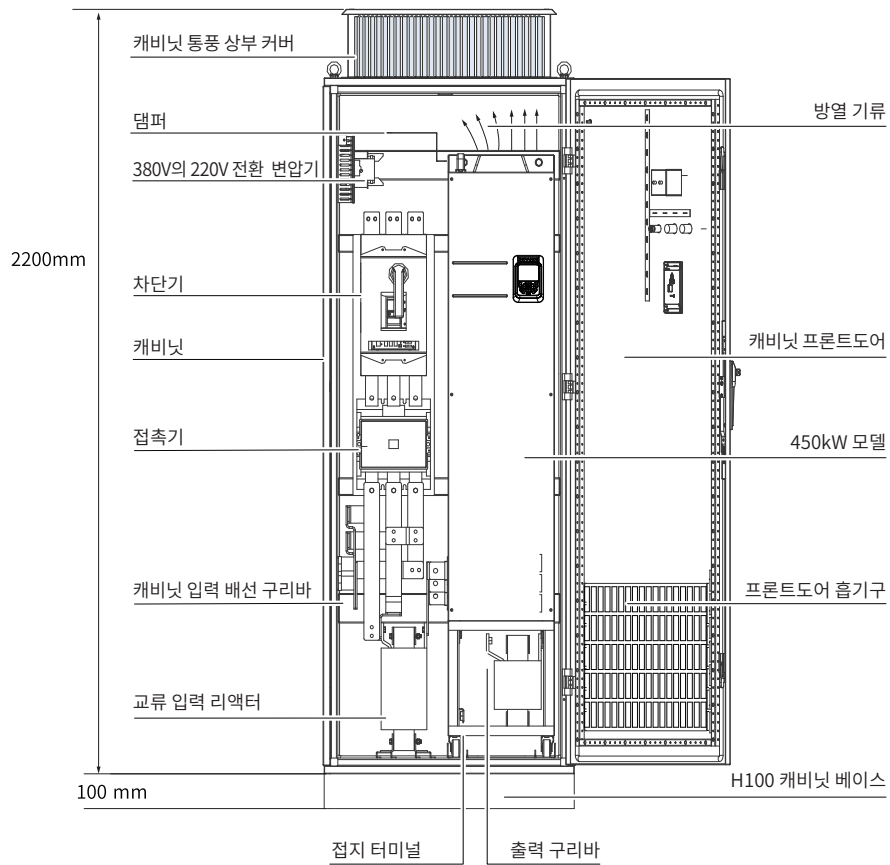 캐비닛 통풍 상부 커버
댐퍼
방열 기류
380V의 220V 전환 변압기
2200mm
차단기
캐비닛
캐비닛 프론트도어
접촉기
450kW 모델
캐비닛 입력 배선 구리바
프론트도어 흡기구
교류 입력 리액터
100 mm
H100 캐비닛 베이스
접지 터미널
출력 구리바